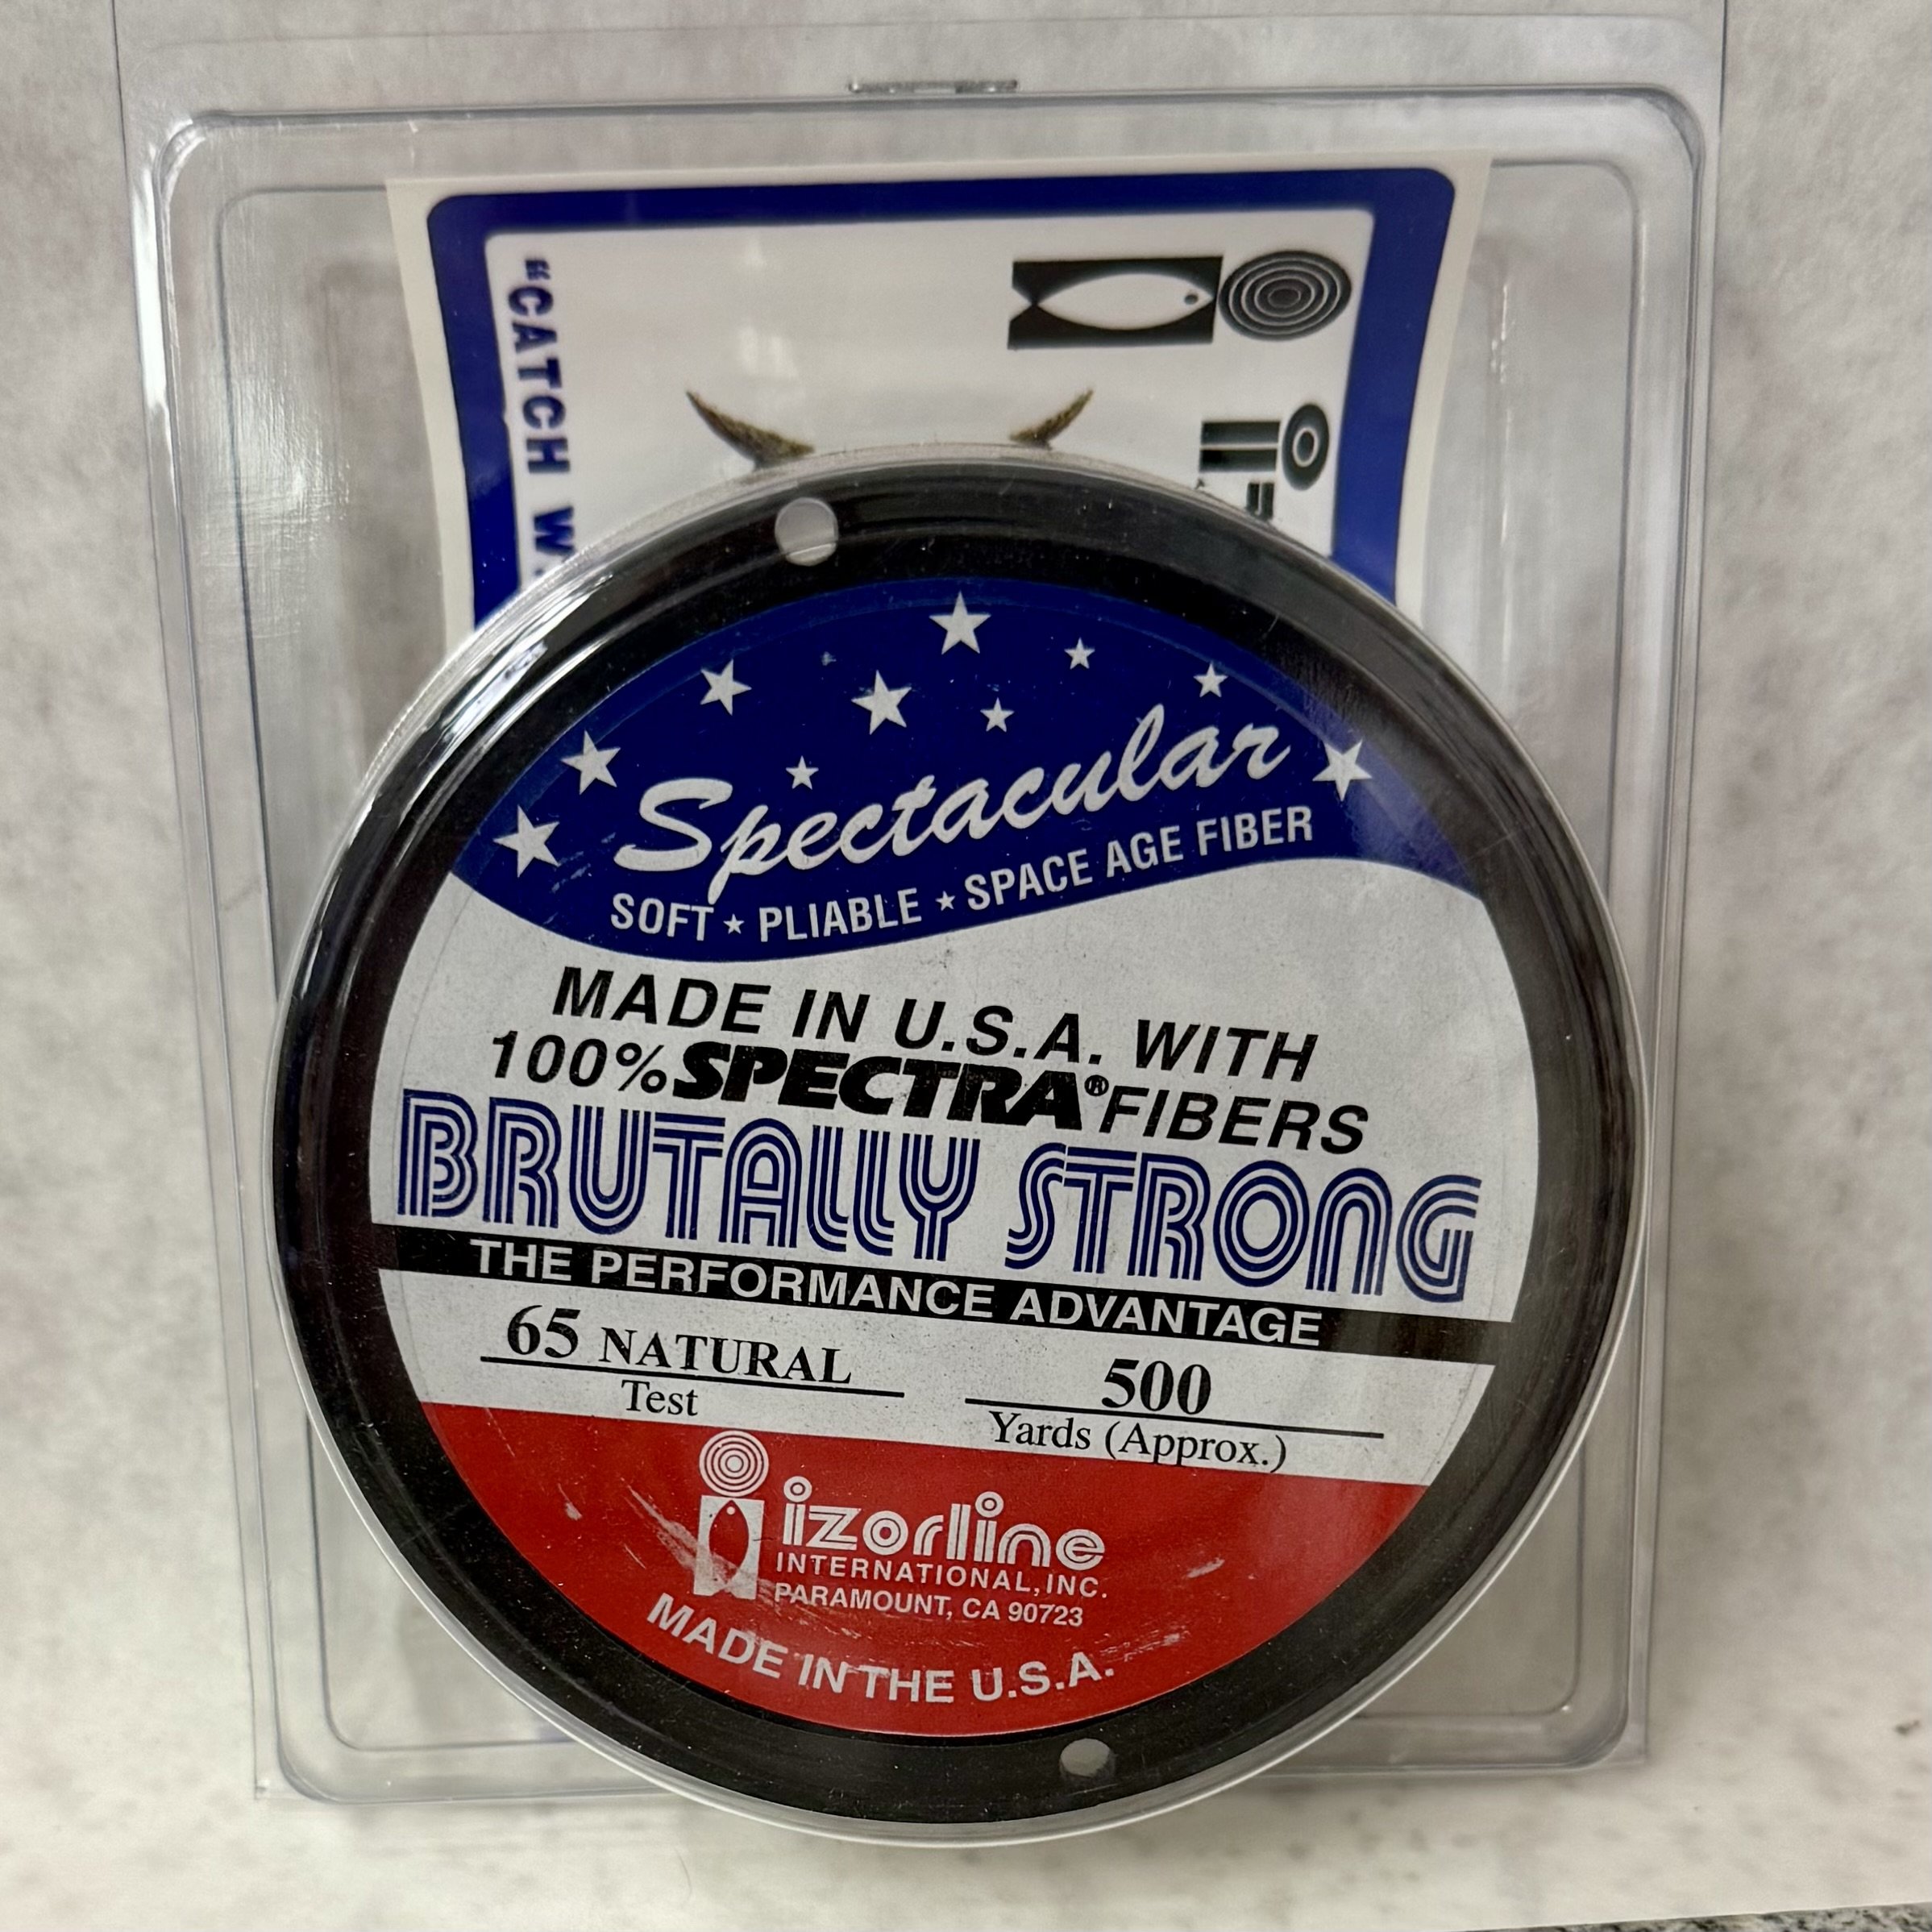 "CATCH
Spectacular
SOFT ★ PLIABLE ★ SPACE AGE FIBER
MADE IN U.S.A. WITH
100% SPECTRA® FIBERS
BRUTALLY STRONG
THE PERFORMANCE ADVANTAGE
65 NATURAL
Test
500
Yards (Approx.)
izorline
INTERNATIONAL, INC.
PARAMOUNT, CA 90723
MADE IN THE U.S.A.